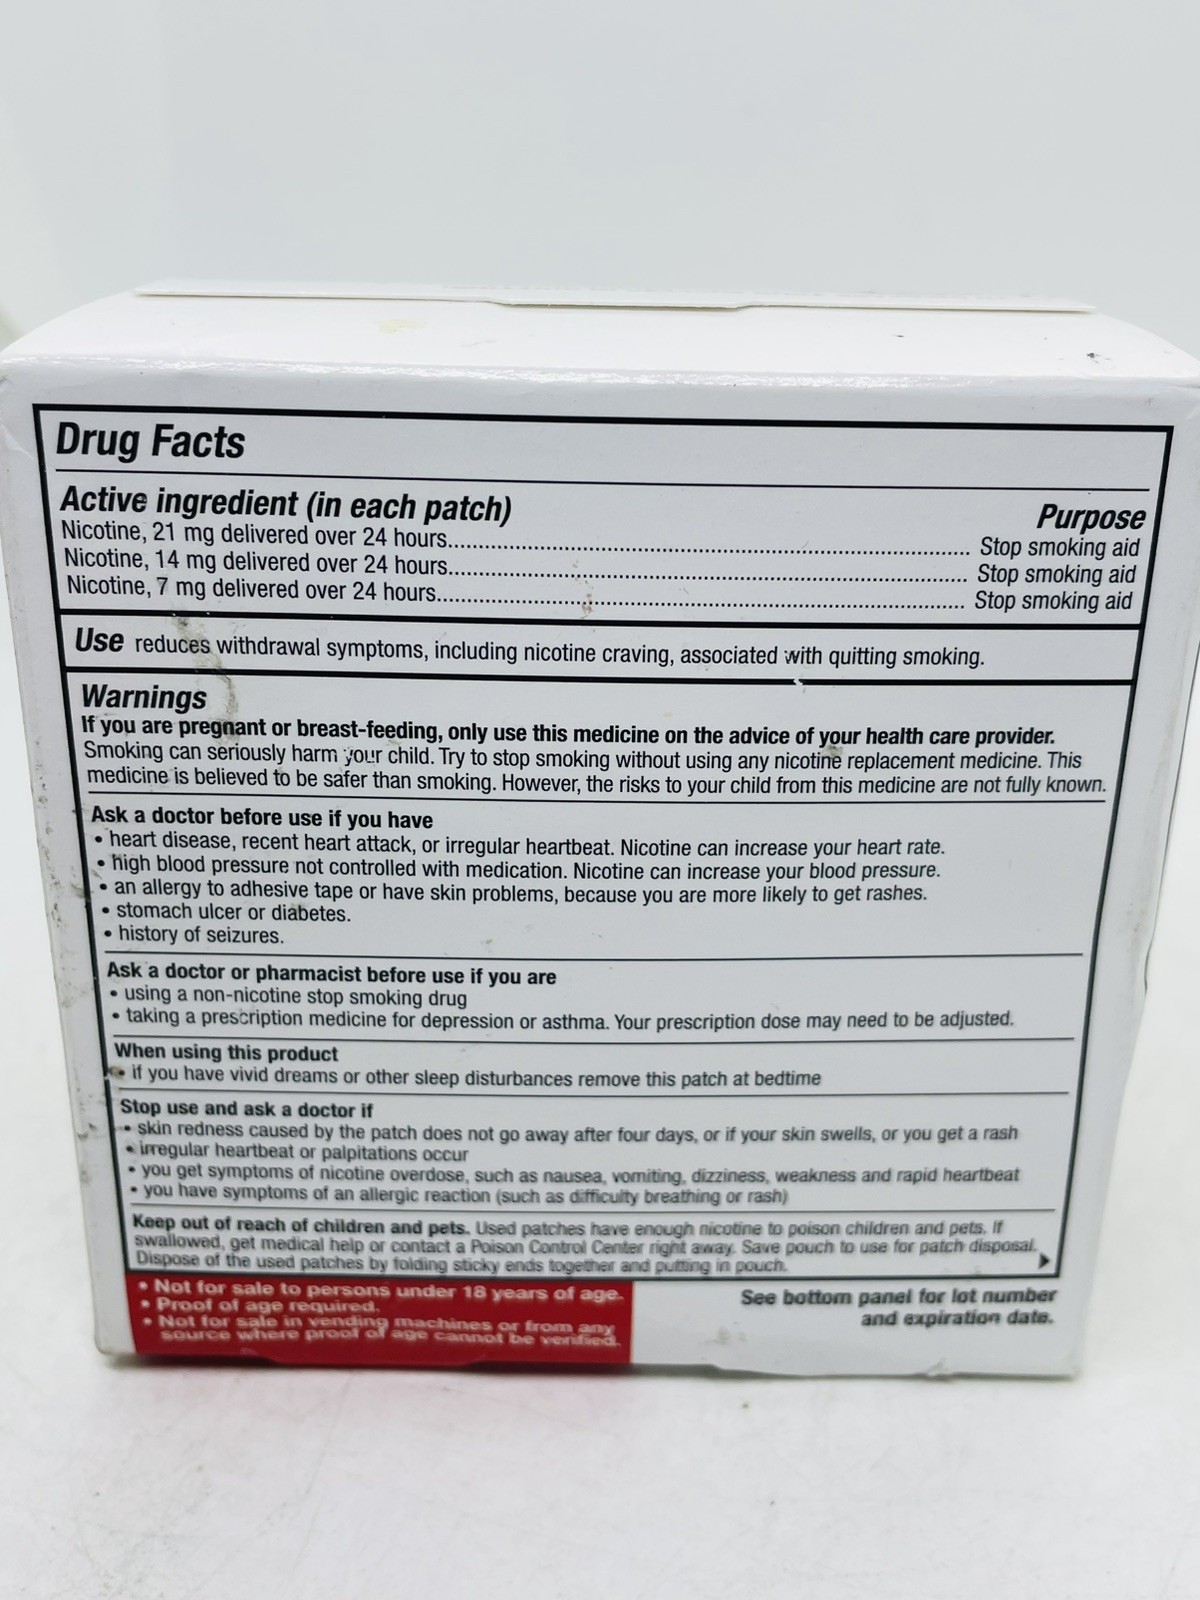 Drug Facts
Active ingredient (in each patch) Purpose
Nicotine, 21 mg delivered over 24 hours.................................................................................... Stop smoking aid
Nicotine, 14 mg delivered over 24 hours.................................................................................... Stop smoking aid
Nicotine, 7 mg delivered over 24 hours...................................................................................... Stop smoking aid
Use reduces withdrawal symptoms, including nicotine craving, associated with quitting smoking.
Warnings
If you are pregnant or breast-feeding, only use this medicine on the advice of your health care provider.
Smoking can seriously harm your child. Try to stop smoking without using any nicotine replacement medicine. This
medicine is believed to be safer than smoking. However, the risks to your child from this medicine are not fully known.
Ask a doctor before use if you have
• heart disease, recent heart attack, or irregular heartbeat. Nicotine can increase your heart rate.
• high blood pressure not controlled with medication. Nicotine can increase your blood pressure.
• an allergy to adhesive tape or have skin problems, because you are more likely to get rashes.
• stomach ulcer or diabetes.
• history of seizures.
Ask a doctor or pharmacist before use if you are
• using a non-nicotine stop smoking drug
• taking a prescription medicine for depression or asthma. Your prescription dose may need to be adjusted.
When using this product
• if you have vivid dreams or other sleep disturbances remove this patch at bedtime
Stop use and ask a doctor if
• skin redness caused by the patch does not go away after four days, or if your skin swells, or you get a rash
• irregular heartbeat or palpitations occur
• you get symptoms of nicotine overdose, such as nausea, vomiting, dizziness, weakness and rapid heartbeat
• you have symptoms of an allergic reaction (such as difficulty breathing or rash)
Keep out of reach of children and pets. Used patches have enough nicotine to poison children and pets. If
swallowed, get medical help or contact a Poison Control Center right away. Save pouch to use for patch disposal.
Dispose of the used patches by folding sticky ends together and putting in pouch.
• Not for sale to persons under 18 years of age.
• Proof of age required.
• Not for sale in vending machines or from any
source where proof of age cannot be verified.
See bottom panel for lot number
and expiration date.